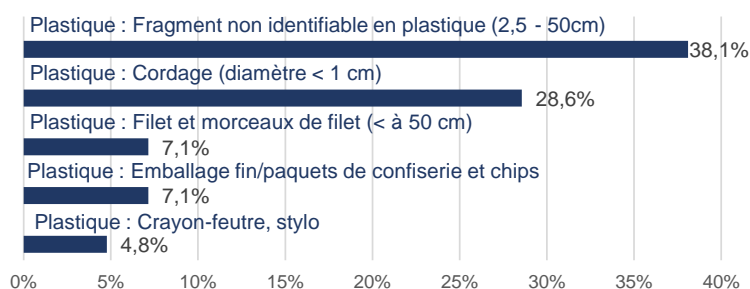 Plastique : Fragment non identifiable en plastique (2,5 - 50cm)
38,1%
Plastique : Cordage (diamètre < 1 cm)
28,6%
Plastique : Filet et morceaux de filet (< à 50 cm)
7,1%
Plastique : Emballage fin/paquets de confiserie et chips
7,1%
Plastique : Crayon-feutre, stylo
4,8%
0% 5% 10% 15% 20% 25% 30% 35% 40%